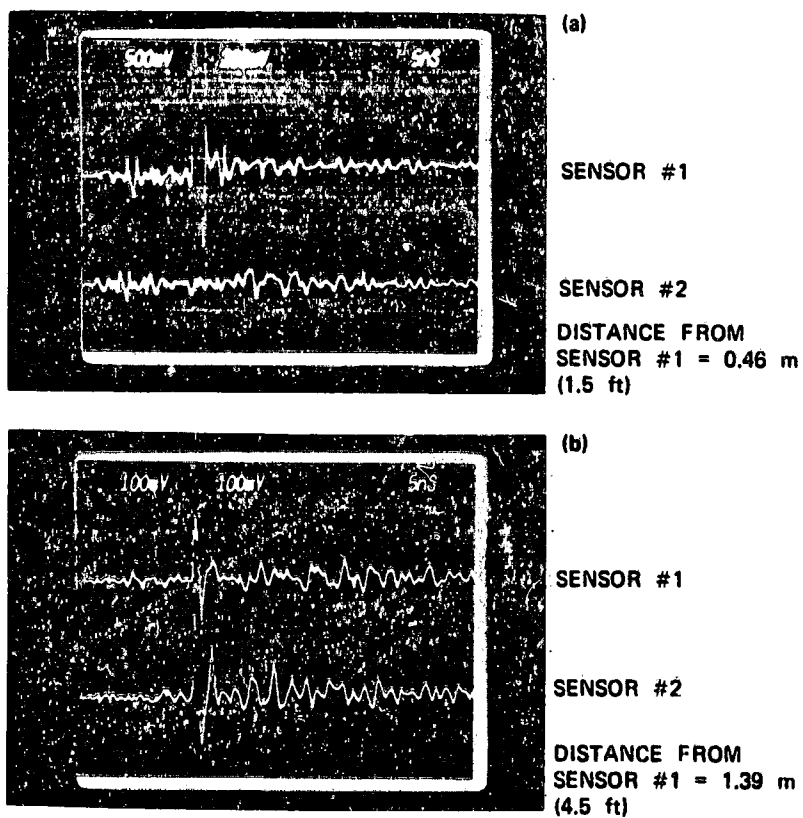 (a)
500mV
5nS
SENSOR #1
SENSOR #2
DISTANCE FROM
SENSOR #1 = 0.46 m
(1.5 ft)
(b)
100mV 100mV 5nS
SENSOR #1
SENSOR #2
DISTANCE FROM
SENSOR #1 = 1.39 m
(4.5 ft)